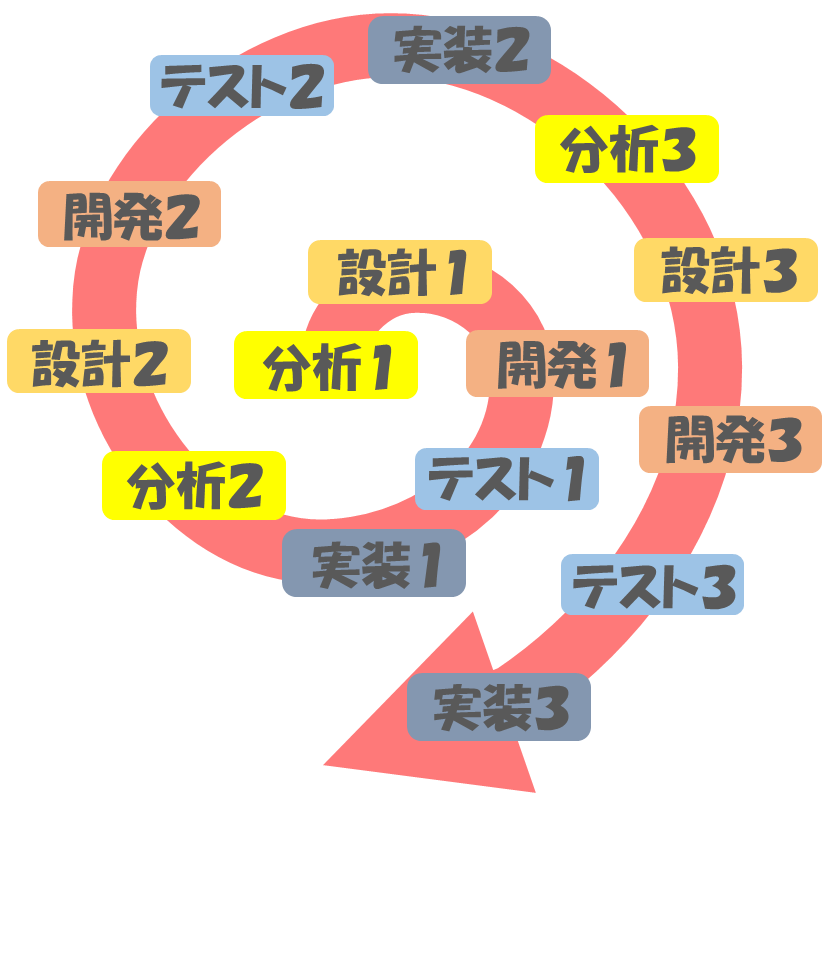 分析1
設計1
開発1
テスト1
実装1
分析2
設計2
開発2
テスト2
実装2
分析3
設計3
開発3
テスト3
実装3